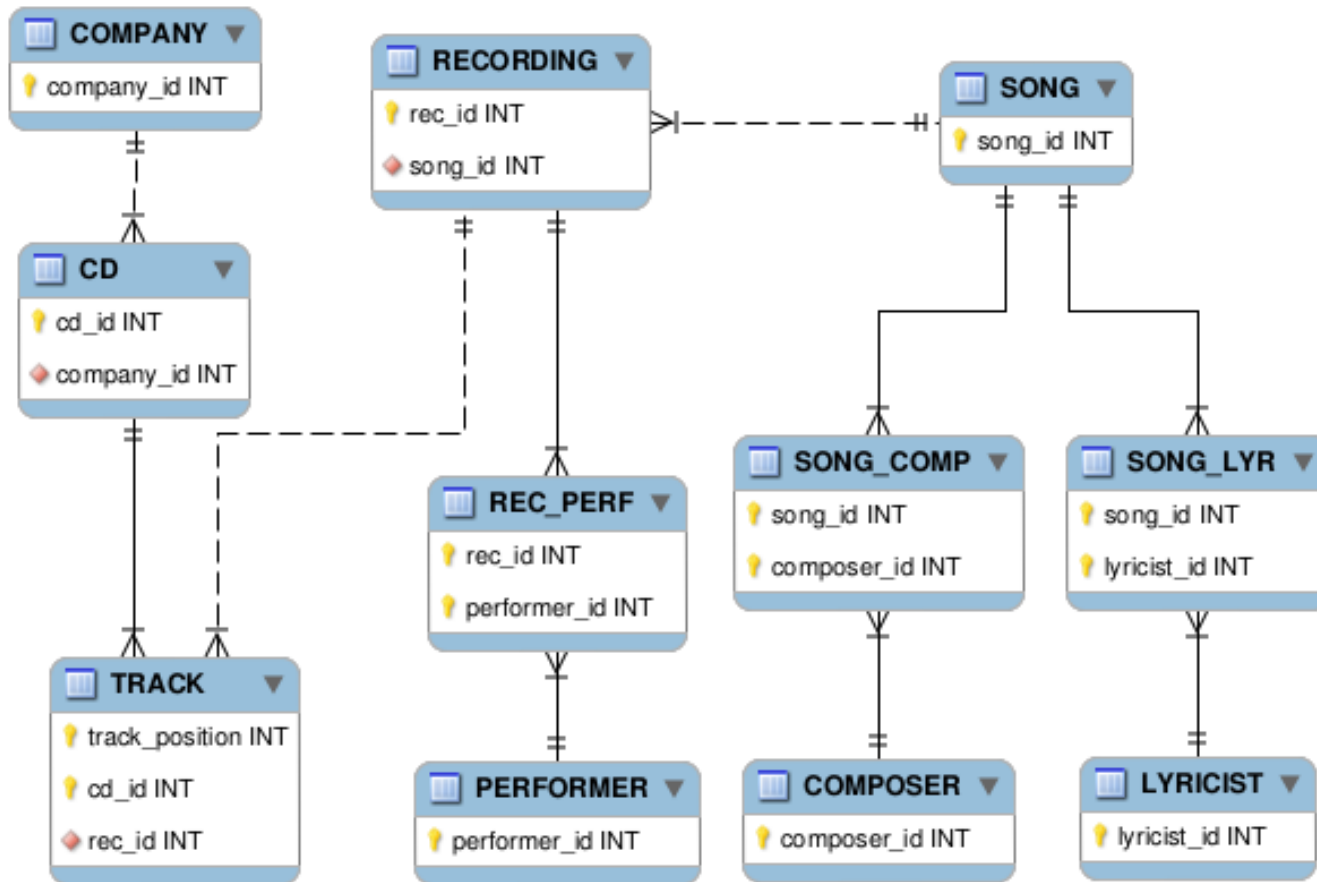 COMPANY
company_id INT
RECORDING
rec_id INT
song_id INT
SONG
song_id INT
CD
cd_id INT
company_id INT
SONG_COMP
song_id INT
composer_id INT
SONG_LYR
song_id INT
lyricist_id INT
REC_PERF
rec_id INT
performer_id INT
TRACK
track_position INT
cd_id INT
rec_id INT
PERFORMER
performer_id INT
COMPOSER
composer_id INT
LYRICIST
lyricist_id INT